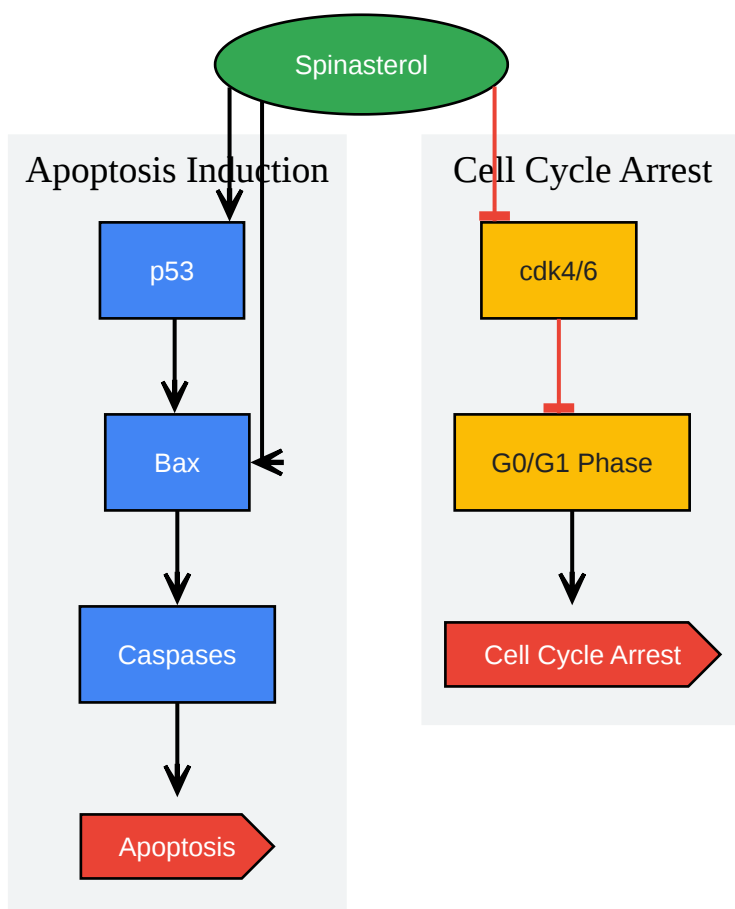 Spinasterol
Apoptosis Induction
p53
Bax
Caspases
Apoptosis
Cell Cycle Arrest
cdk4/6
G0/G1 Phase
Cell Cycle Arrest